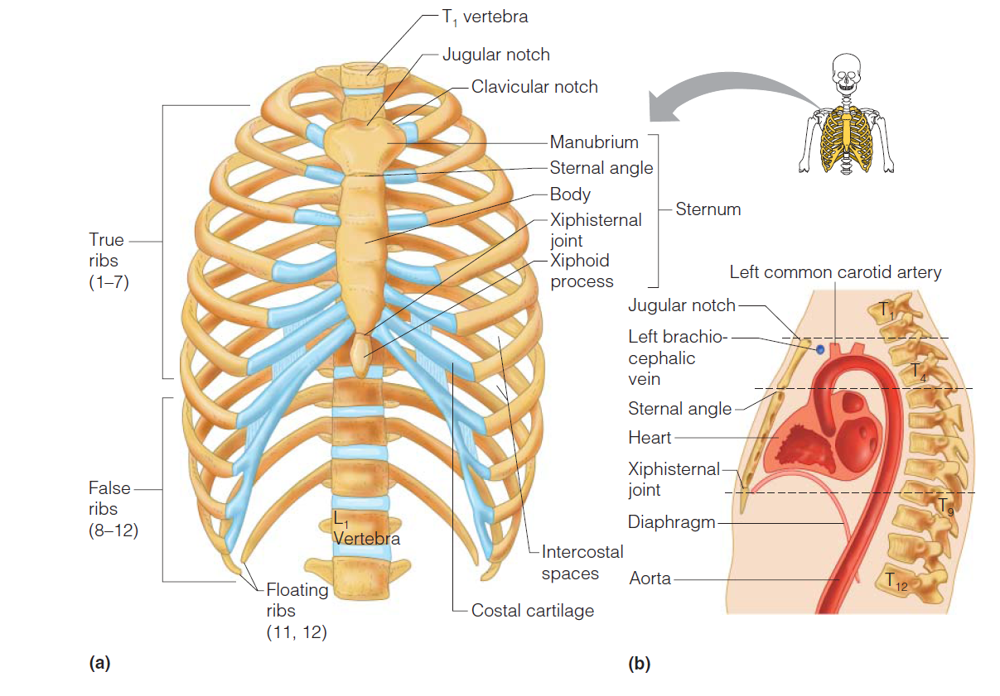 T₁ vertebra
Jugular notch
Clavicular notch
Manubrium
Sternal angle
Body
Xiphisternal
joint
Xiphoid
process
Sternum
True
ribs
(1–7)
False
ribs
(8–12)
L₁
Vertebra
Intercostal
spaces
Floating
ribs
(11, 12)
Costal cartilage
(a)
Left common carotid artery
Jugular notch
Left brachio-
cephalic
vein
Sternal angle
Heart
Xiphisternal
joint
Diaphragm
Aorta
T₁
T₄
T₉
T₁₂
(b)